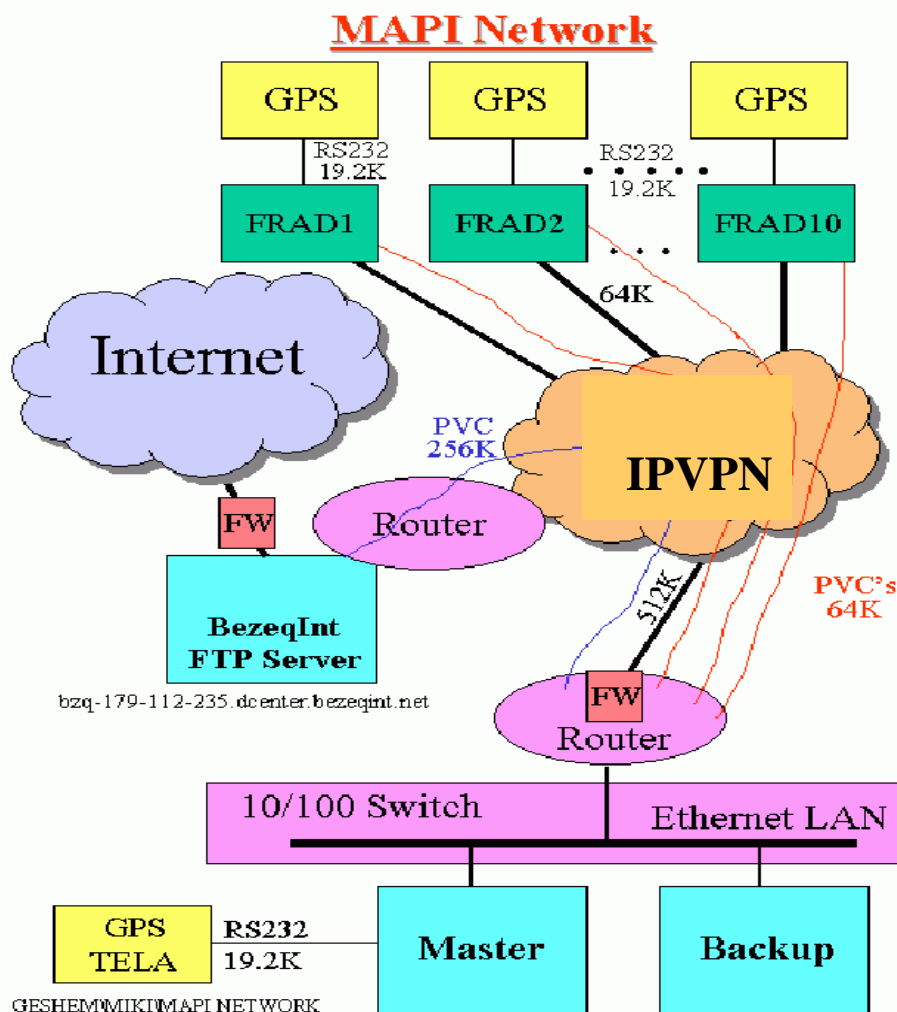 MAPI Network
GPS
GPS
GPS
RS232
19.2K
RS232
19.2K
FRAD1
FRAD2
FRAD10
64K
Internet
PVC
256K
IPVPN
FW
Router
PVC's
64K
512K
BezeqInt
FTP Server
bzq-179-112-235.dcenter.bezeqint.net
FW
Router
10/100 Switch
Ethernet LAN
GPS
TELA
RS232
19.2K
Master
Backup
GESHEM\MIKI\MAPI NETWORK